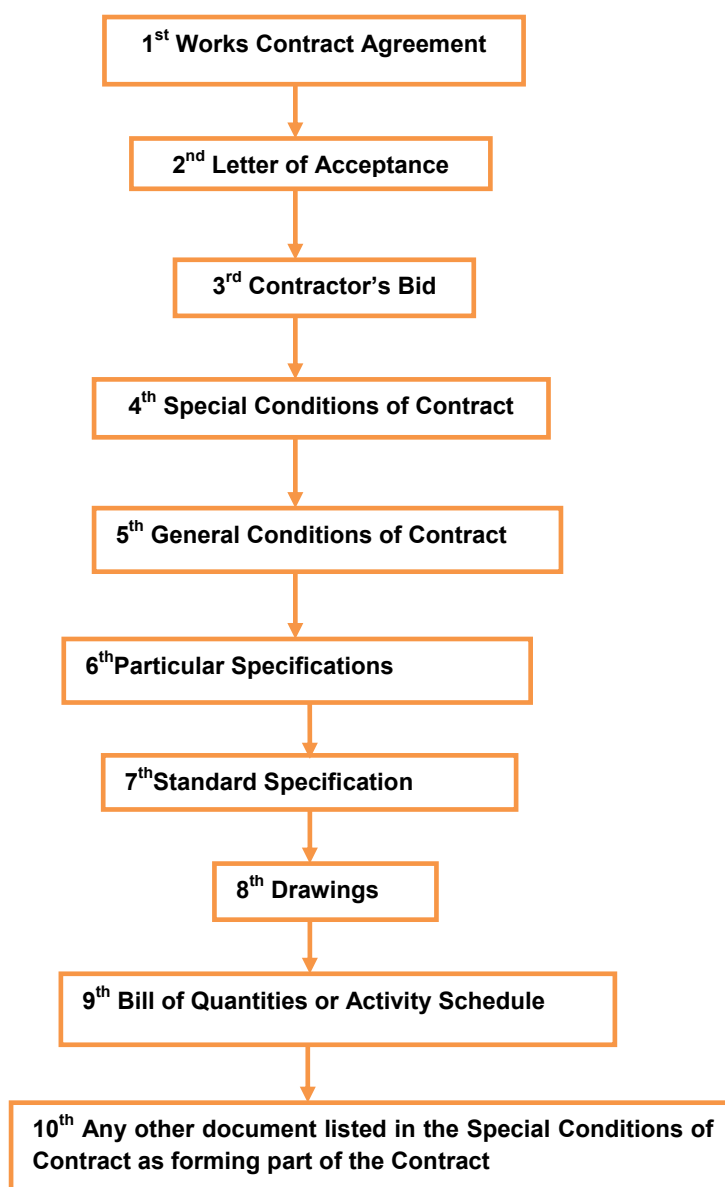 1st Works Contract Agreement
2nd Letter of Acceptance
3rd Contractor’s Bid
4th Special Conditions of Contract
5th General Conditions of Contract
6thParticular Specifications
7thStandard Specification
8th Drawings
9th Bill of Quantities or Activity Schedule
10th Any other document listed in the Special Conditions of
Contract as forming part of the Contract